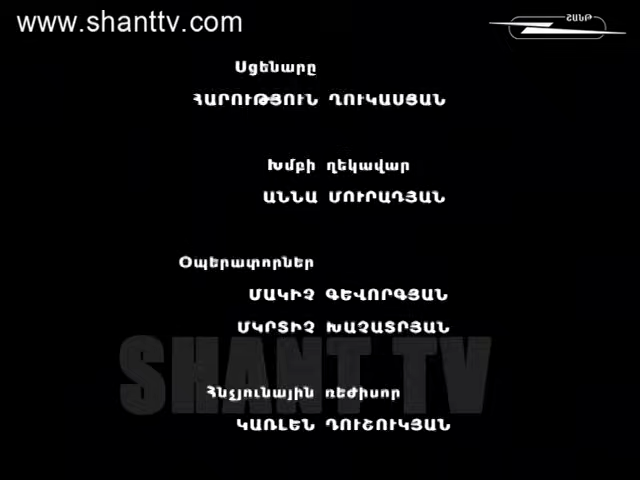 www.shanttv.com
ՇԱՆԹ
Սցենարը
ՀԱՐՈՒԹՅՈՒՆ ՂՈՒԿԱՍՅԱՆ
Խմբի ղեկավար
ԱՆՆԱ ՄՈՒՐԱԴՅԱՆ
Օպերատորներ
ՄԱԿԻՉ ԳԵՎՈՐԳՅԱՆ
ՄԿՐՏԻՉ ԽԱՉԱՏՐՅԱՆ
SHANT TV
Հնչյունային ռեժիսոր
ԿԱՌԼԵՆ ԴՈՒՇՈՒԿՅԱՆ